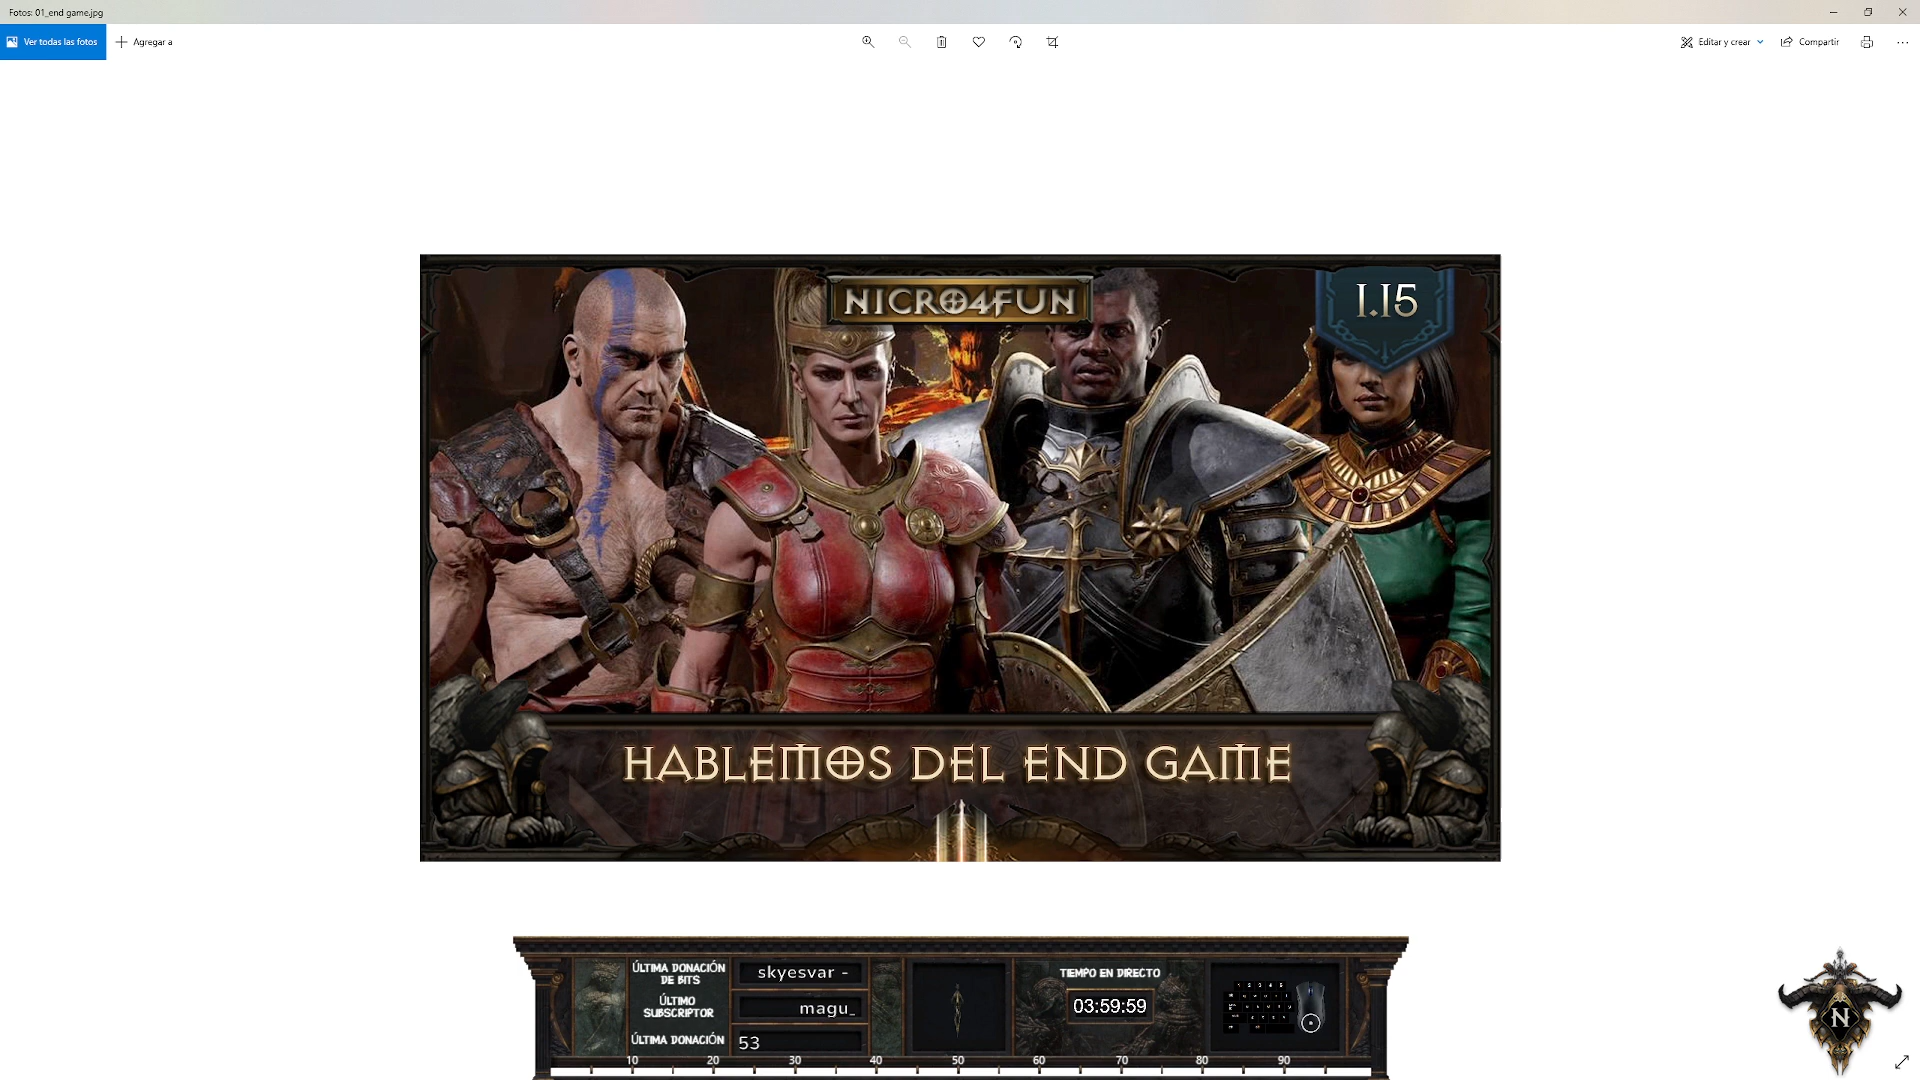 Fotos: 01_end game.jpg
Ver todas las fotos
Agregar a
Editar y crear
Compartir
NICRO4FUN
1.15
HABLEMOS DEL END GAME
ÚLTIMA DONACIÓN
DE BITS
skyesvar -
ÚLTIMO
SUBSCRIPTOR
magu_
ÚLTIMA DONACIÓN
53
TIEMPO EN DIRECTO
03:59:59
10 20 30 40 50 60 70 80 90
N